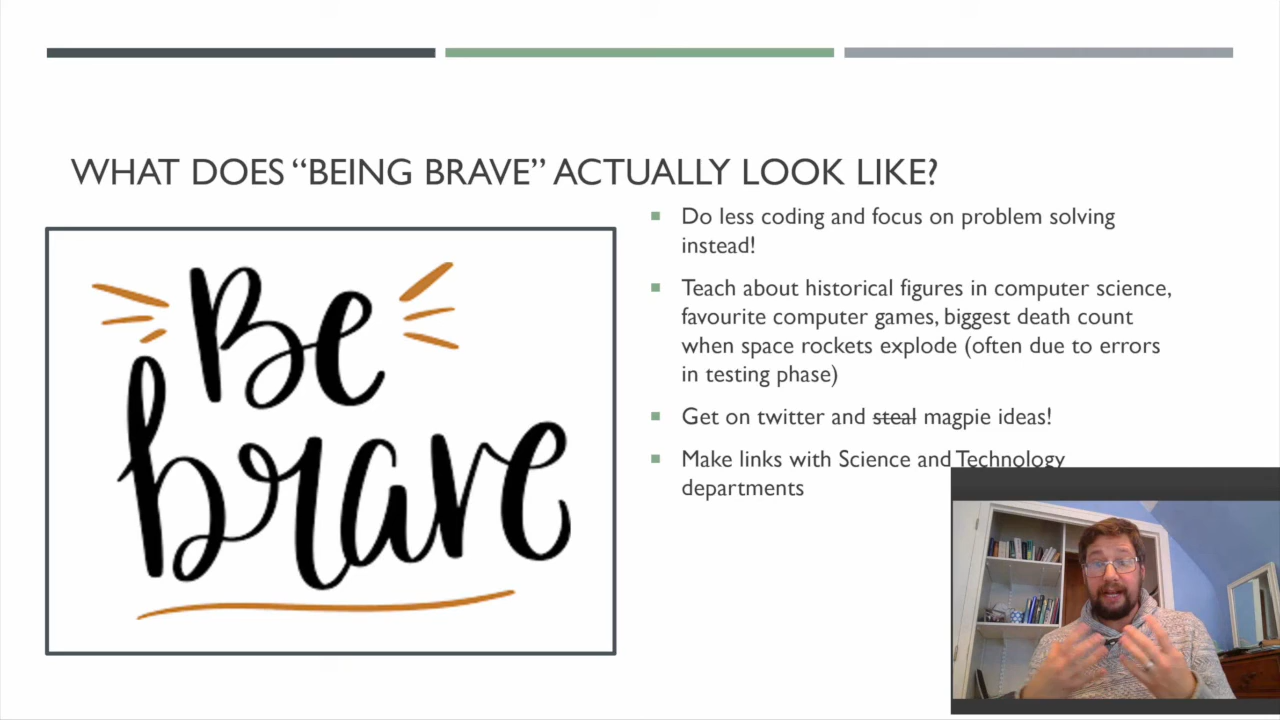 WHAT DOES “BEING BRAVE” ACTUALLY LOOK LIKE?
Be
brave
Do less coding and focus on problem solving
instead!
Teach about historical figures in computer science,
favourite computer games, biggest death count
when space rockets explode (often due to errors
in testing phase)
Get on twitter and steal magpie ideas!
Make links with Science and Technology
departments